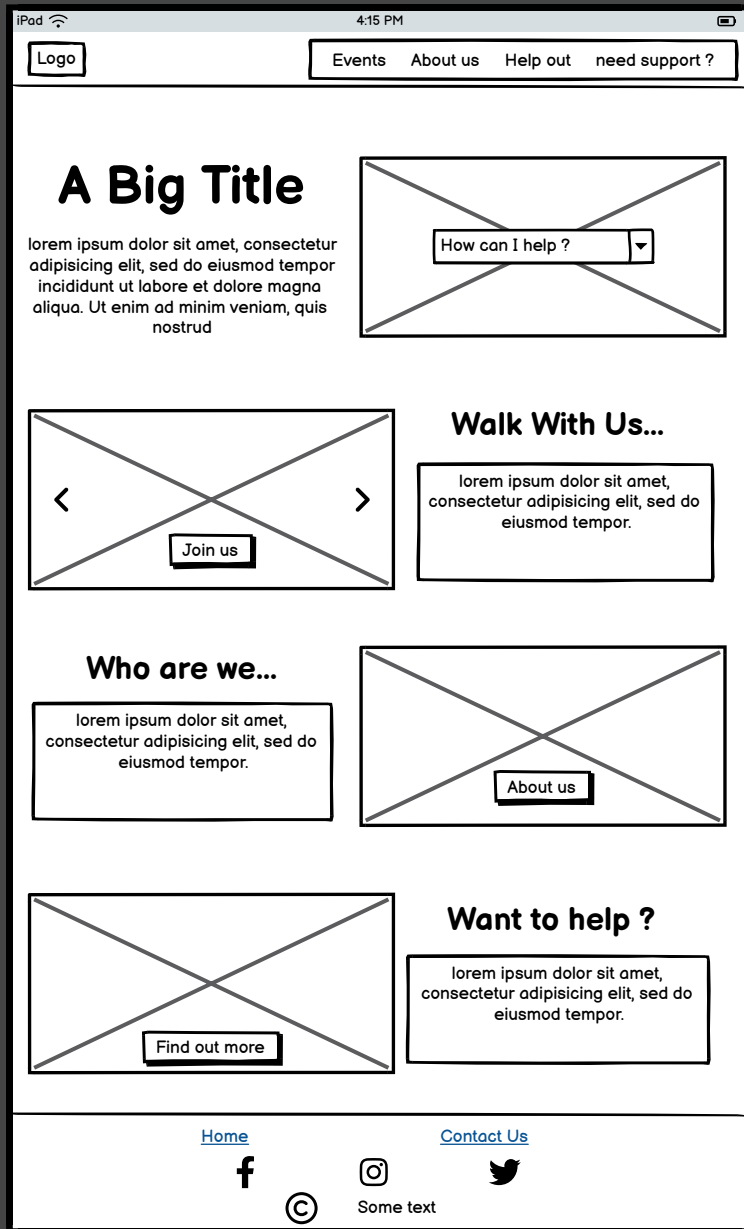 iPad 4:15 PM
Logo Events About us Help out need support ?
A Big Title
lorem ipsum dolor sit amet, consectetur
adipisicing elit, sed do eiusmod tempor
incididunt ut labore et dolore magna
aliqua. Ut enim ad minim veniam, quis
nostrud
How can I help ?
Join us
Walk With Us...
lorem ipsum dolor sit amet,
consectetur adipisicing elit, sed do
eiusmod tempor.
Who are we...
lorem ipsum dolor sit amet,
consectetur adipisicing elit, sed do
eiusmod tempor.
About us
Find out more
Want to help ?
lorem ipsum dolor sit amet,
consectetur adipisicing elit, sed do
eiusmod tempor.
Home Contact Us
© Some text